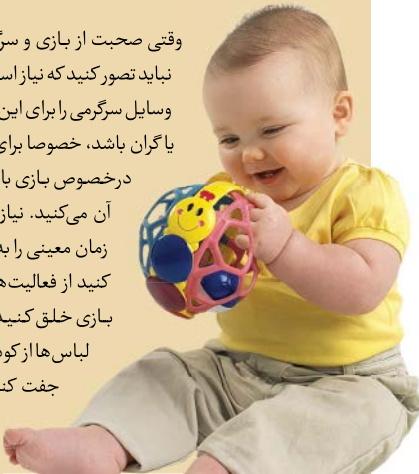 وقتی صحبت از بازی و سر
نباید تصور کنید که نیاز اس
وسایل سرگرمی را برای این
یا گران باشد، خصوصا برای
درخصوص بازی با
آن می‌کنید. نیاز
زمان معینی را به
کنید از فعالیت‌ه
بازی خلق کنید
لباس‌ها از کود
جفت کن